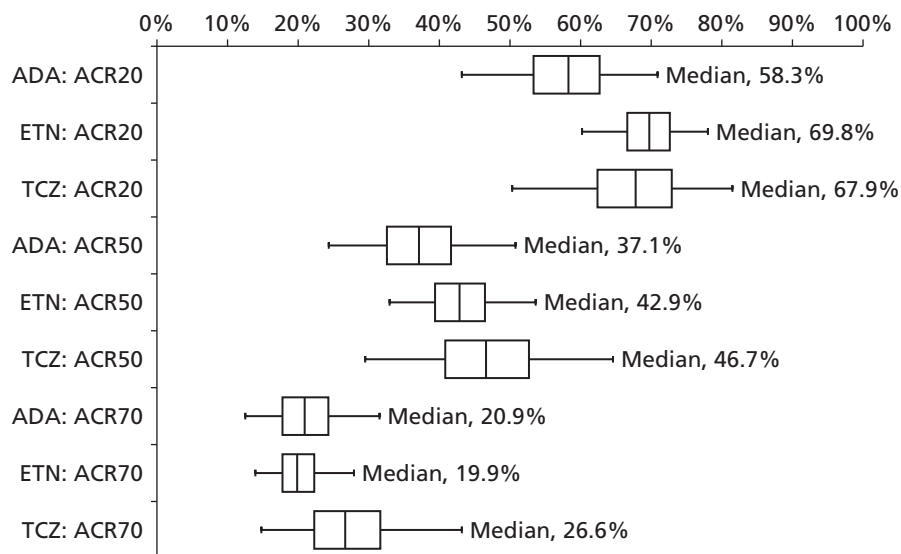 0% 10% 20% 30% 40% 50% 60% 70% 80% 90% 100%
ADA: ACR20 Median, 58.3%
ETN: ACR20 Median, 69.8%
TCZ: ACR20 Median, 67.9%
ADA: ACR50 Median, 37.1%
ETN: ACR50 Median, 42.9%
TCZ: ACR50 Median, 46.7%
ADA: ACR70 Median, 20.9%
ETN: ACR70 Median, 19.9%
TCZ: ACR70 Median, 26.6%